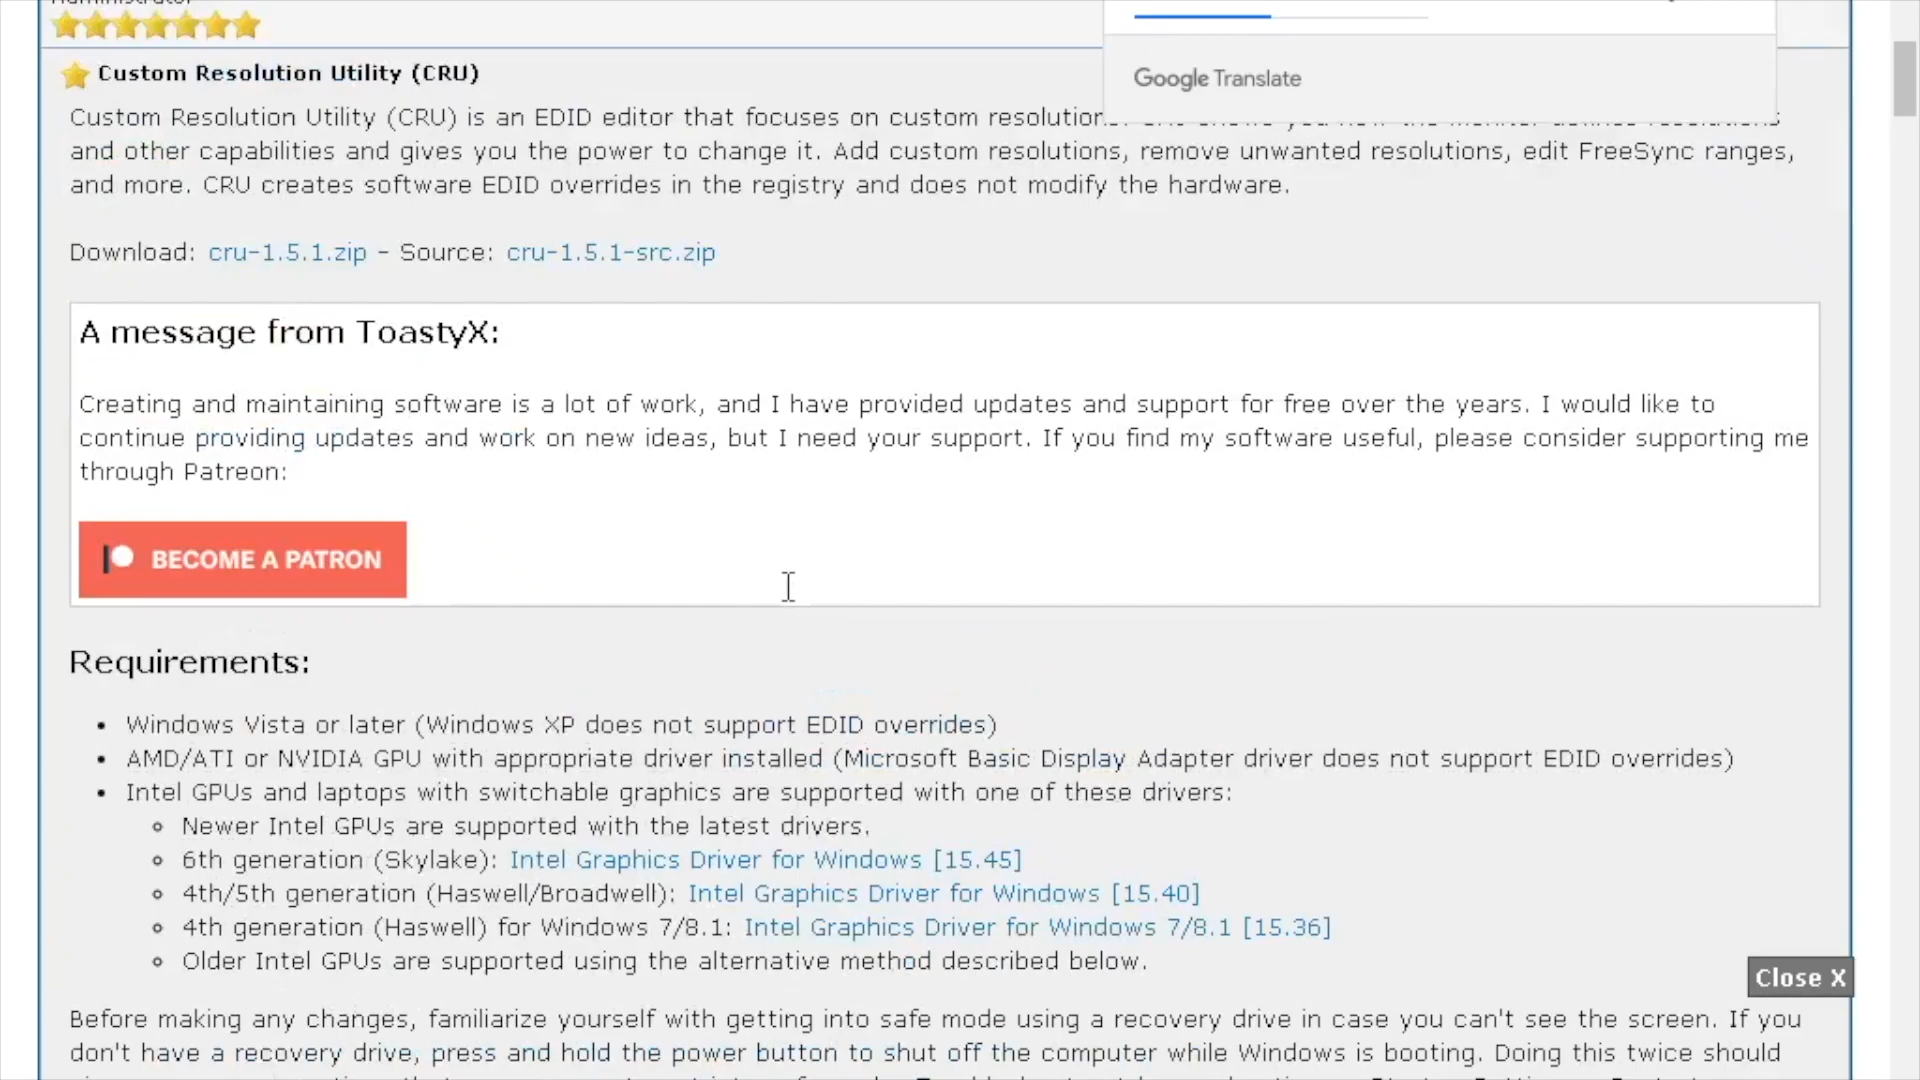 Administrator
Custom Resolution Utility (CRU)
Google Translate
Custom Resolution Utility (CRU) is an EDID editor that focuses on custom resolutions.
and other capabilities and gives you the power to change it. Add custom resolutions, remove unwanted resolutions, edit FreeSync ranges,
and more. CRU creates software EDID overrides in the registry and does not modify the hardware.
Download: cru-1.5.1.zip - Source: cru-1.5.1-src.zip
A message from ToastyX:
Creating and maintaining software is a lot of work, and I have provided updates and support for free over the years. I would like to
continue providing updates and work on new ideas, but I need your support. If you find my software useful, please consider supporting me
through Patreon:
BECOME A PATRON
Requirements:
• Windows Vista or later (Windows XP does not support EDID overrides)
• AMD/ATI or NVIDIA GPU with appropriate driver installed (Microsoft Basic Display Adapter driver does not support EDID overrides)
• Intel GPUs and laptops with switchable graphics are supported with one of these drivers:
◦ Newer Intel GPUs are supported with the latest drivers.
◦ 6th generation (Skylake): Intel Graphics Driver for Windows [15.45]
◦ 4th/5th generation (Haswell/Broadwell): Intel Graphics Driver for Windows [15.40]
◦ 4th generation (Haswell) for Windows 7/8.1: Intel Graphics Driver for Windows 7/8.1 [15.36]
◦ Older Intel GPUs are supported using the alternative method described below.
Close X
Before making any changes, familiarize yourself with getting into safe mode using a recovery drive in case you can't see the screen. If you
don't have a recovery drive, press and hold the power button to shut off the computer while Windows is booting. Doing this twice should